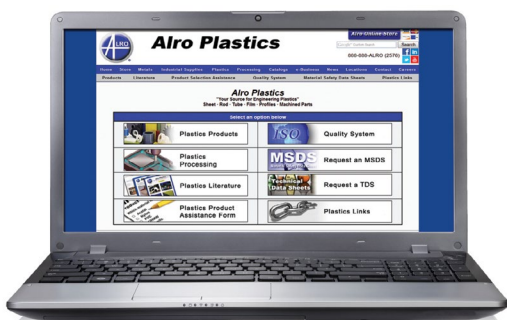 ALRO
Alro Plastics
Alro Online Store
Search
888-888-ALRO (2576)
Home Store Metals Industrial Supplies Plastics Processing Catalogs e-Business News Locations Contact Careers
Products Literature Product Selection Assistance Quality System Material Safety Data Sheets Plastics Links
Alro Plastics
"Your Source for Engineering Plastics"
Sheet · Rod · Tube · Film · Profiles · Machined Parts
Select an option below
Plastics Products
ISO
Quality System
Plastics
Processing
MSDS
Request an MSDS
Plastics Literature
Technical
Data Sheets
Request a TDS
Plastics Product
Assistance Form
Plastics Links